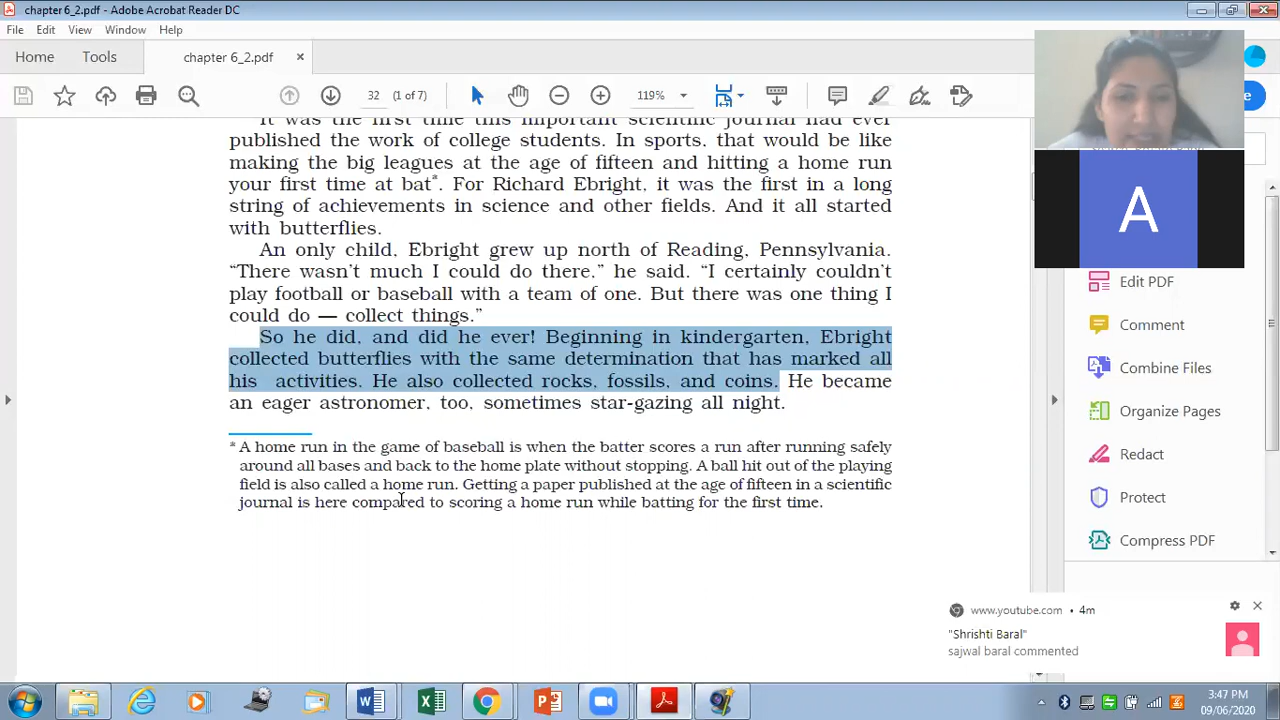 chapter 6_2.pdf - Adobe Acrobat Reader DC
File Edit View Window Help
Home Tools chapter 6_2.pdf ×
32 (1 of 7) 119%
It was the first time this important scientific journal had ever
published the work of college students. In sports, that would be like
making the big leagues at the age of fifteen and hitting a home run
your first time at bat*. For Richard Ebright, it was the first in a long
string of achievements in science and other fields. And it all started
with butterflies.
An only child, Ebright grew up north of Reading, Pennsylvania.
“There wasn’t much I could do there,” he said. “I certainly couldn’t
play football or baseball with a team of one. But there was one thing I
could do — collect things.”
So he did, and did he ever! Beginning in kindergarten, Ebright
collected butterflies with the same determination that has marked all
his activities. He also collected rocks, fossils, and coins. He became
an eager astronomer, too, sometimes star-gazing all night.
* A home run in the game of baseball is when the batter scores a run after running safely
around all bases and back to the home plate without stopping. A ball hit out of the playing
field is also called a home run. Getting a paper published at the age of fifteen in a scientific
journal is here compared to scoring a home run while batting for the first time.
A
Edit PDF
Comment
Combine Files
Organize Pages
Redact
Protect
Compress PDF
www.youtube.com • 4m
"Shrishti Baral"
sajwal baral commented
3:47 PM
09/06/2020